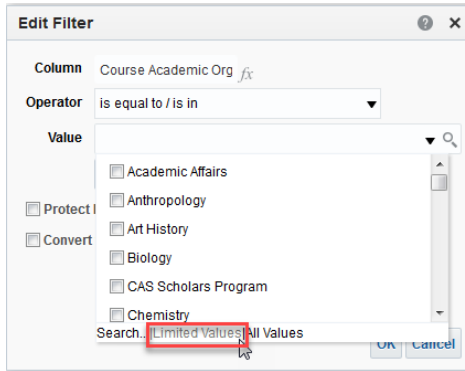 Edit Filter
Column Course Academic Org fx
Operator is equal to / is in
Value
Academic Affairs
Anthropology
Protect
Art History
Convert
Biology
CAS Scholars Program
Chemistry
Search...|Limited Values|All Values
OK Cancel